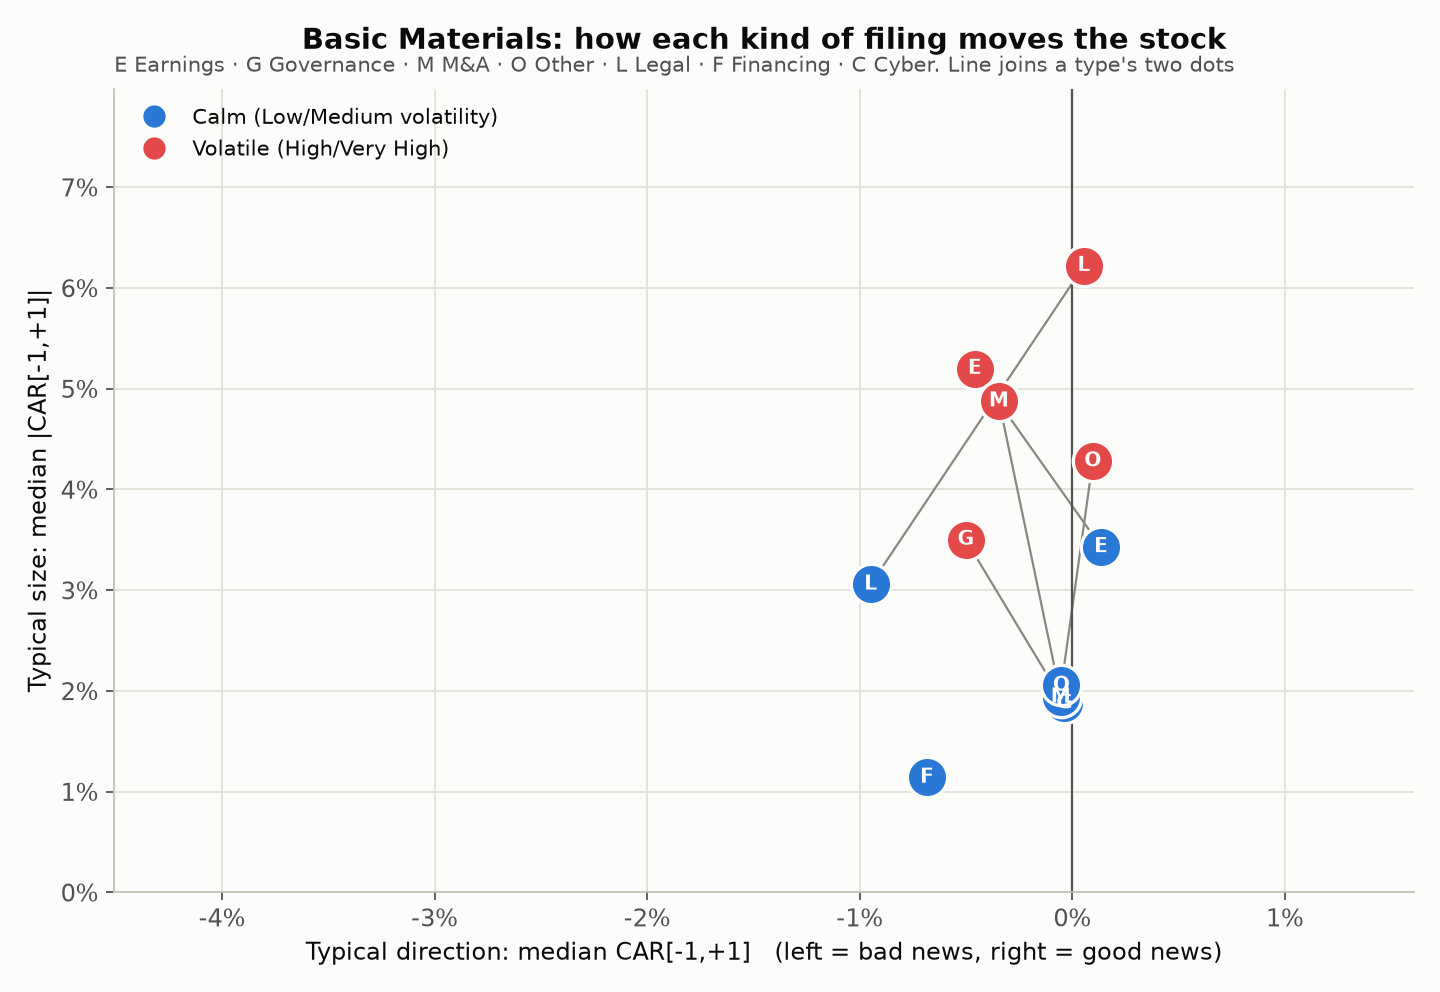 Basic Materials: how each kind of filing moves the stock
E Earnings · G Governance · M M&A · O Other · L Legal · F Financing · C Cyber. Line joins a type's two dots
Calm (Low/Medium volatility)
Volatile (High/Very High)
7%
6%
5%
4%
3%
2%
1%
0%
Typical size: median |CAR[-1,+1]|
L
E
M
O
G
E
L
O
M
F
-4%
-3%
-2%
-1%
0%
1%
Typical direction: median CAR[-1,+1]   (left = bad news, right = good news)